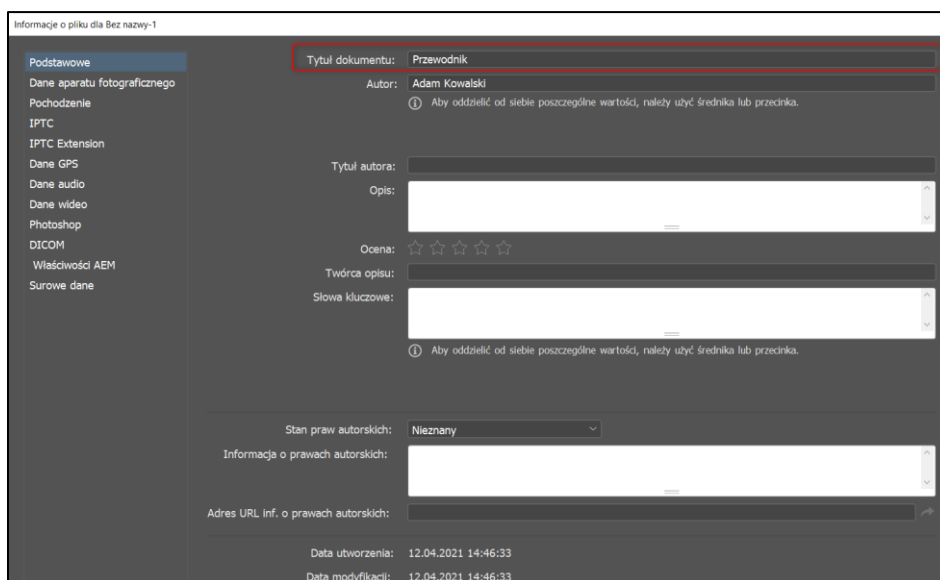 Informacje o pliku dla Bez nazwy-1
Podstawowe
Dane aparatu fotograficznego
Pochodzenie
IPTC
IPTC Extension
Dane GPS
Dane audio
Dane wideo
Photoshop
DICOM
Właściwości AEM
Surowe dane
Tytuł dokumentu: Przewodnik
Autor: Adam Kowalski
Aby oddzielić od siebie poszczególne wartości, należy użyć średnika lub przecinka.
Tytuł autora:
Opis:
Ocena:
Twórca opisu:
Słowa kluczowe:
Aby oddzielić od siebie poszczególne wartości, należy użyć średnika lub przecinka.
Stan praw autorskich: Nieznany
Informacja o prawach autorskich:
Adres URL inf. o prawach autorskich:
Data utworzenia: 12.04.2021 14:46:33
Data modyfikacji: 12.04.2021 14:46:33